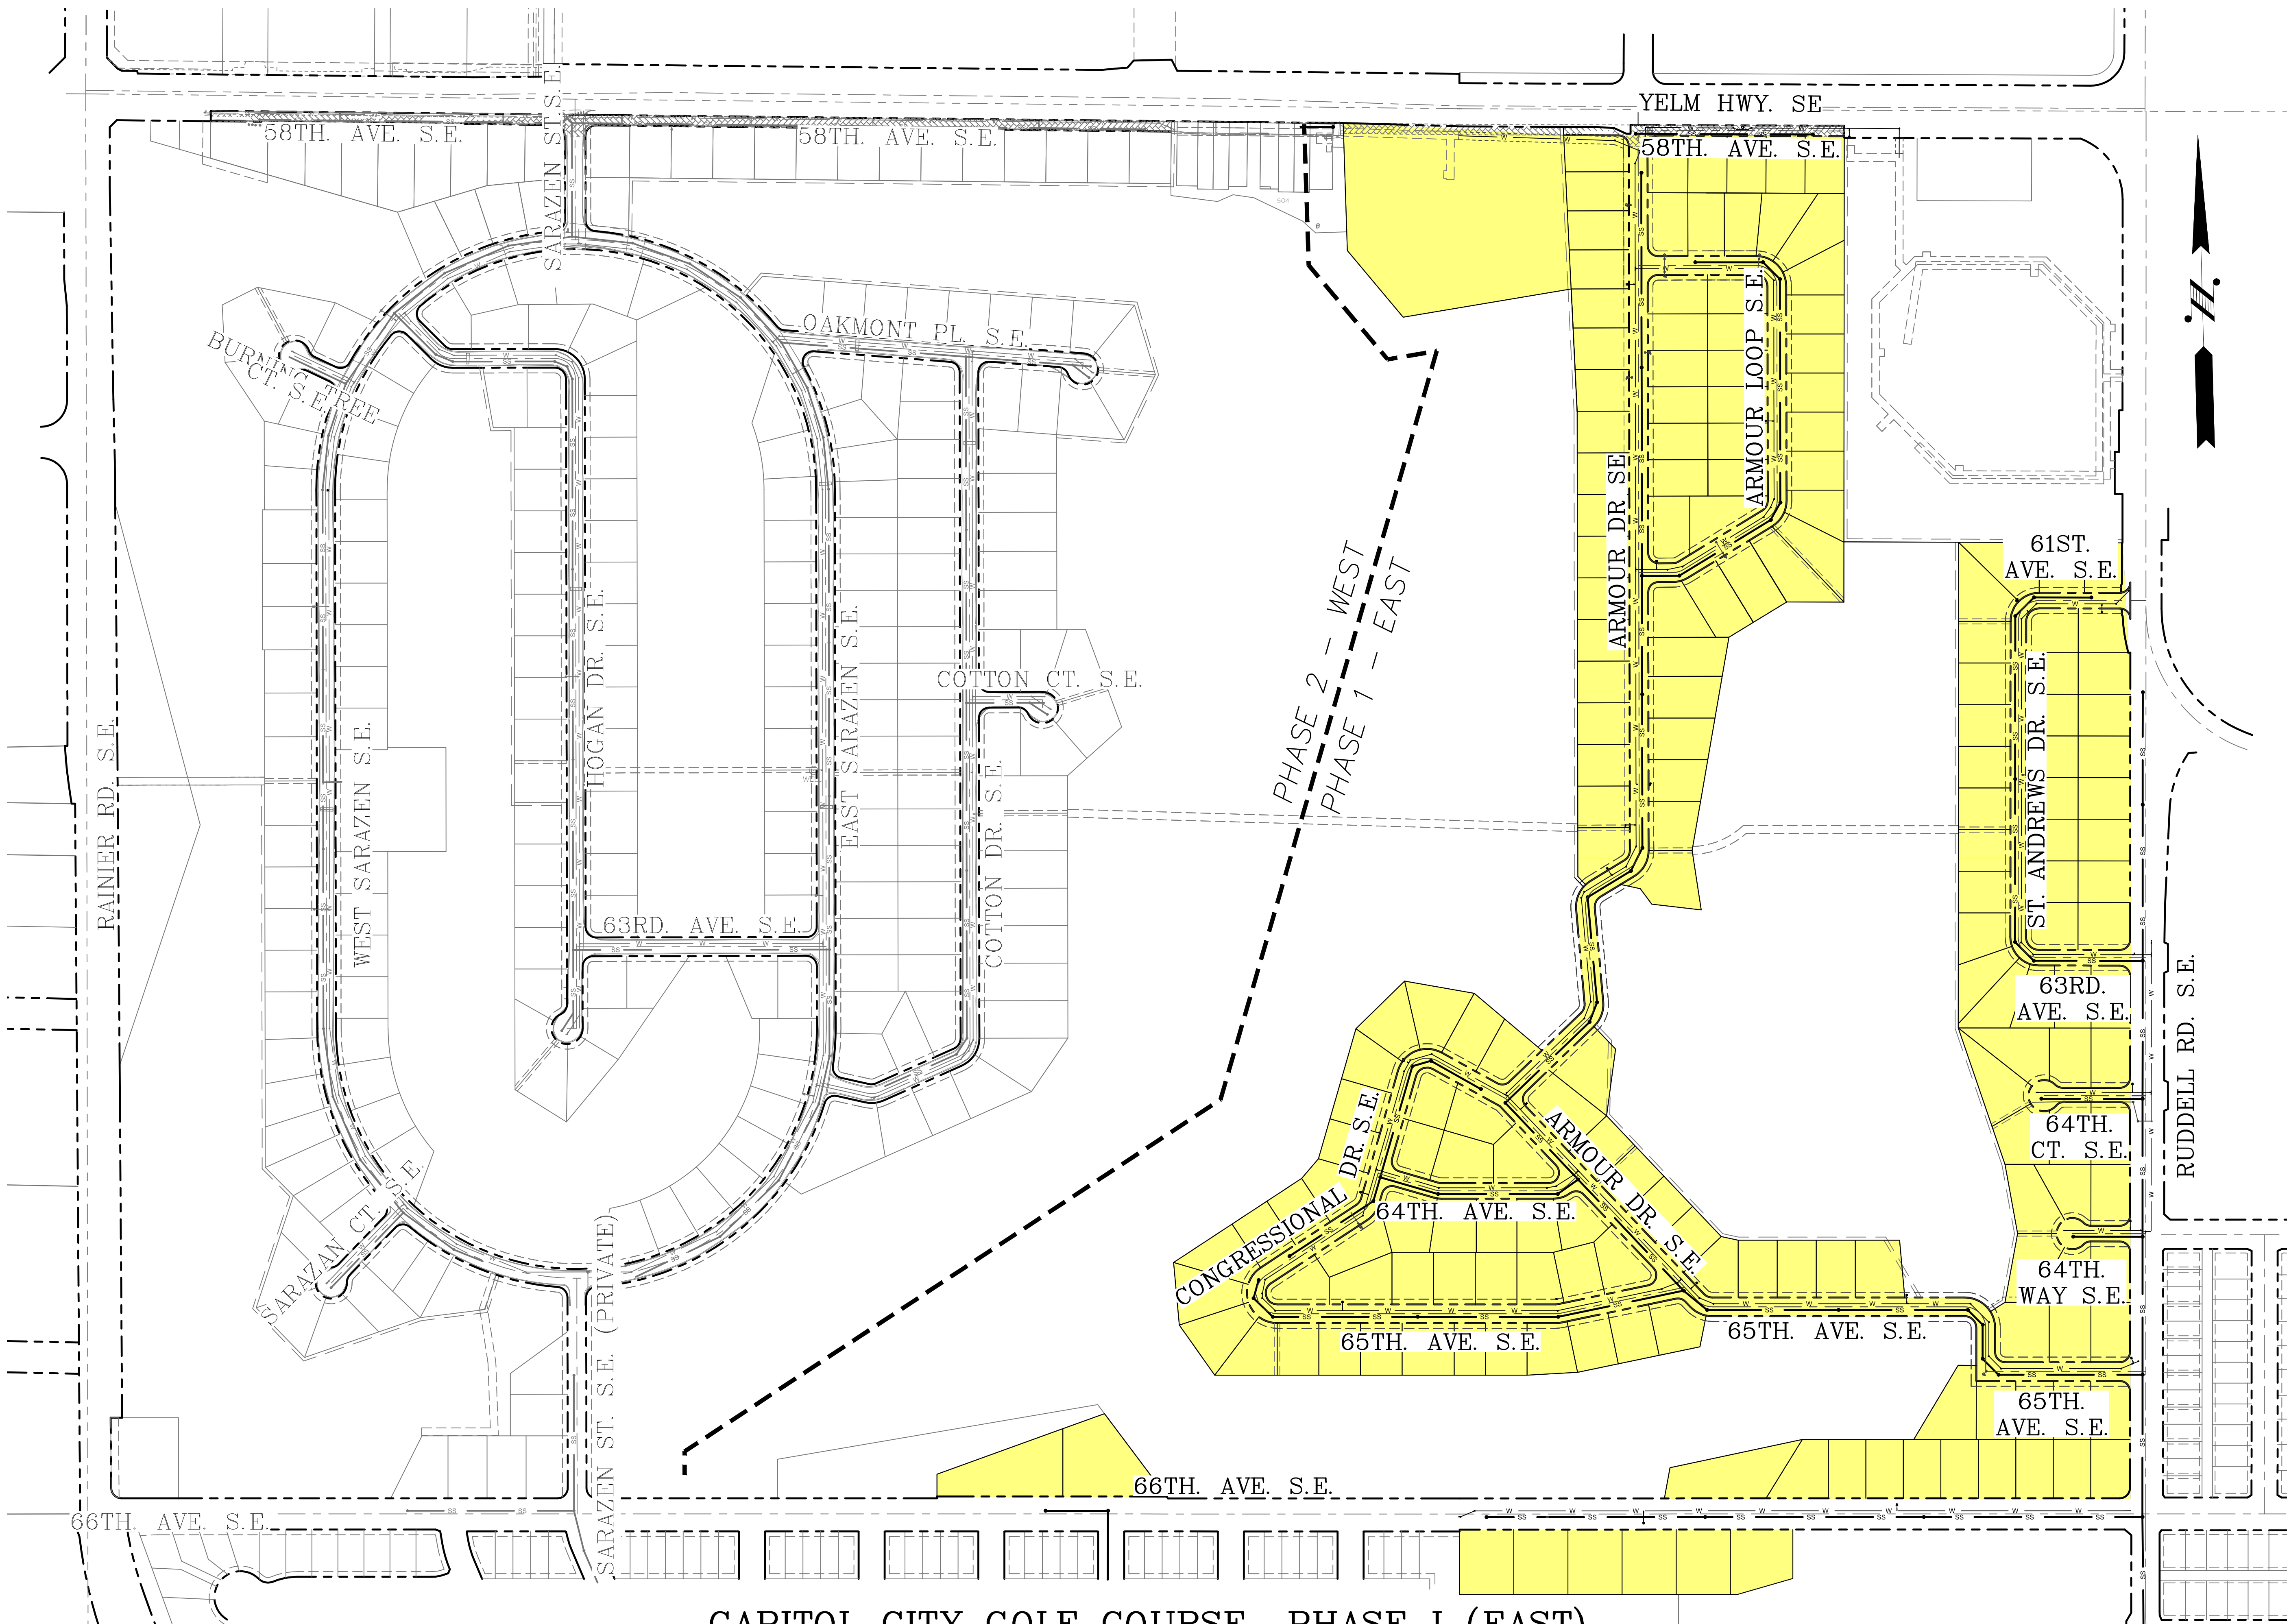 YELM HWY. SE
58TH. AVE. S.E.
58TH. AVE. S.E.
58TH. AVE. S.E.
SARAZEN ST. S.E.
504
B
OAKMONT PL. S.E.
BURNING TREE
CT. S.E.
ARMOUR LOOP S.E.
ARMOUR DR SE
N
61ST.
AVE. S.E.
PHASE 2 - WEST
PHASE 1 - EAST
HOGAN DR. S.E.
EAST SARAZEN S.E.
COTTON CT. S.E.
ST. ANDREWS DR. S.E.
RAINIER RD. S.E.
WEST SARAZEN S.E.
COTTON DR. S.E.
63RD. AVE. S.E.
63RD.
AVE. S.E.
RUDDELL RD. S.E.
64TH.
CT. S.E.
CONGRESSIONAL DR. S.E.
ARMOUR DR. S.E.
64TH. AVE. S.E.
SARAZAN CT. S.E.
64TH.
WAY S.E.
65TH. AVE. S.E.
65TH. AVE. S.E.
65TH.
AVE. S.E.
SARAZEN ST. S.E. (PRIVATE)
66TH. AVE. S.E.
66TH. AVE. S.E.
CAPITOL CITY GOLF COURSE PHASE I (EAST)